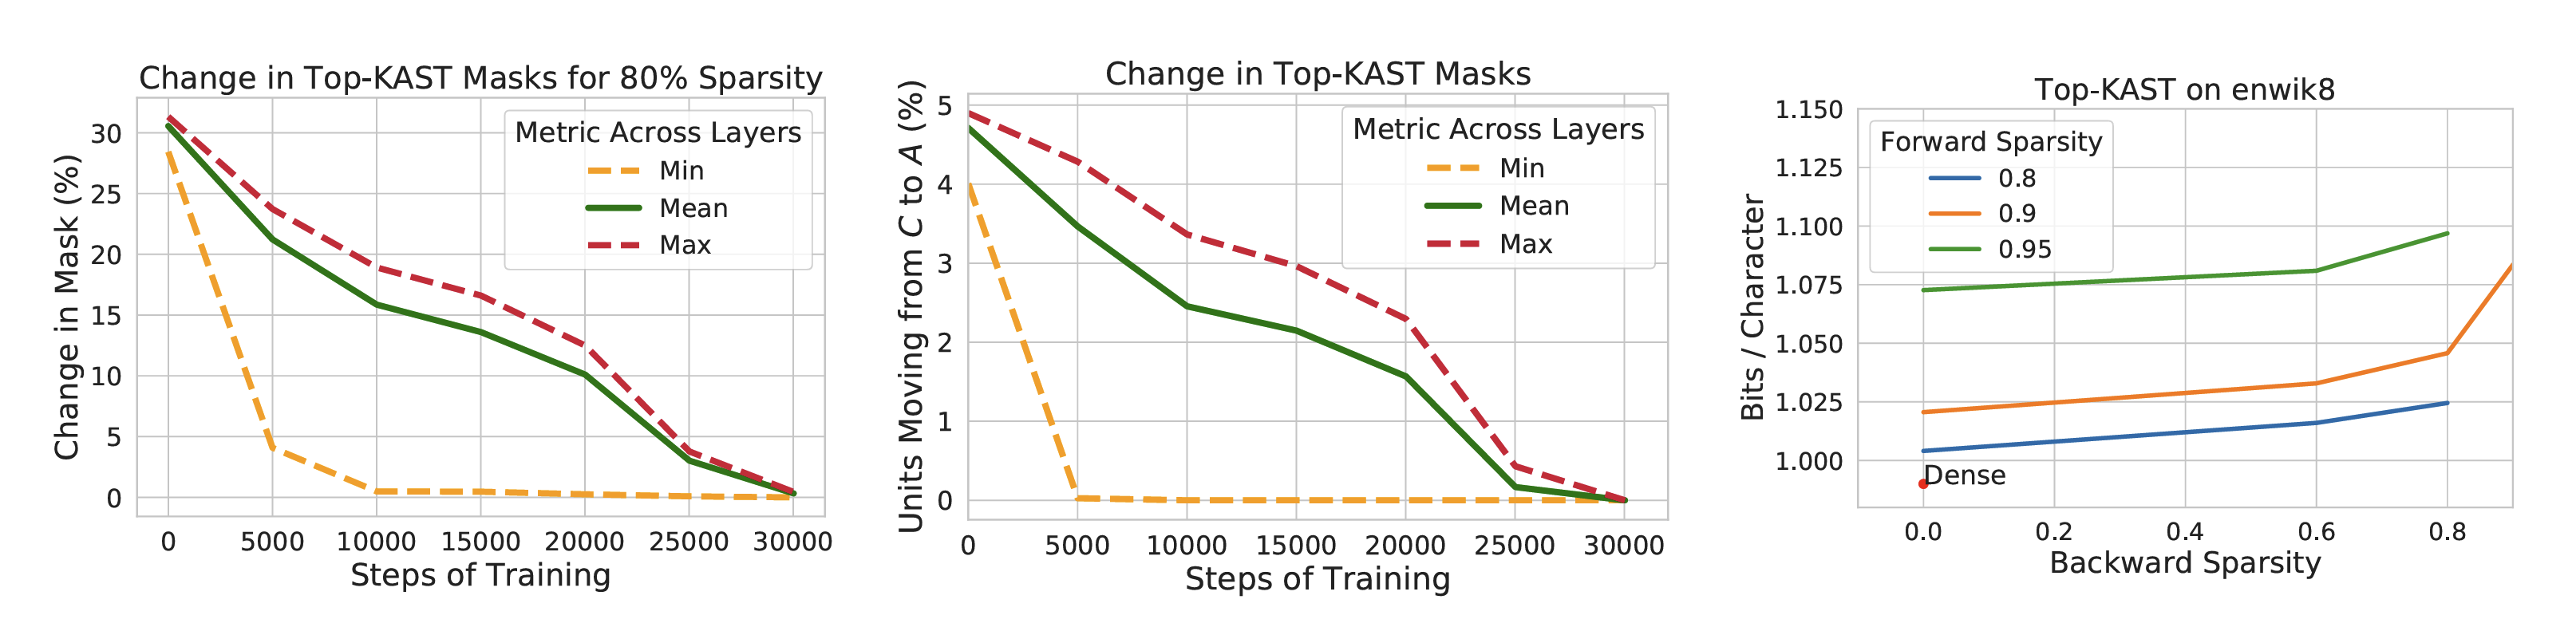 Change in Top-KAST Masks for 80% Sparsity
Change in Mask (%)
30
25
20
15
10
5
0
Metric Across Layers
Min
Mean
Max
0 5000 10000 15000 20000 25000 30000
Steps of Training
Change in Top-KAST Masks
Units Moving from C to A (%)
5
4
3
2
1
0
Metric Across Layers
Min
Mean
Max
0 5000 10000 15000 20000 25000 30000
Steps of Training
Top-KAST on enwik8
Bits / Character
1.150
1.125
1.100
1.075
1.050
1.025
1.000
Forward Sparsity
0.8
0.9
0.95
Dense
0.0 0.2 0.4 0.6 0.8
Backward Sparsity